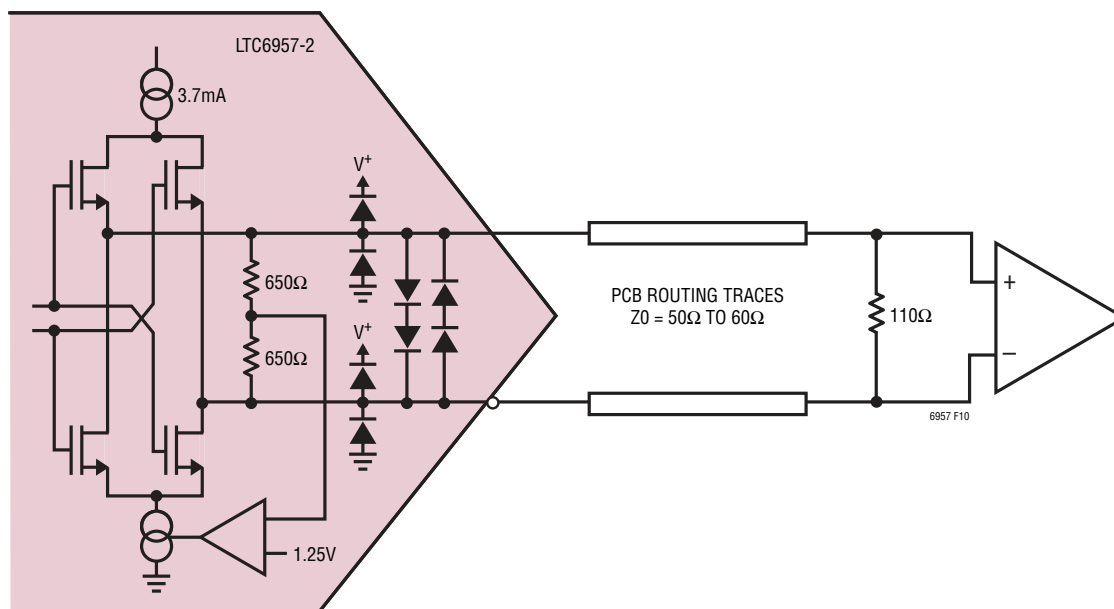 LTC6957-2
3.7mA
V+
650Ω
650Ω
V+
1.25V
PCB ROUTING TRACES
Z0 = 50Ω TO 60Ω
110Ω
+
−
6957 F10